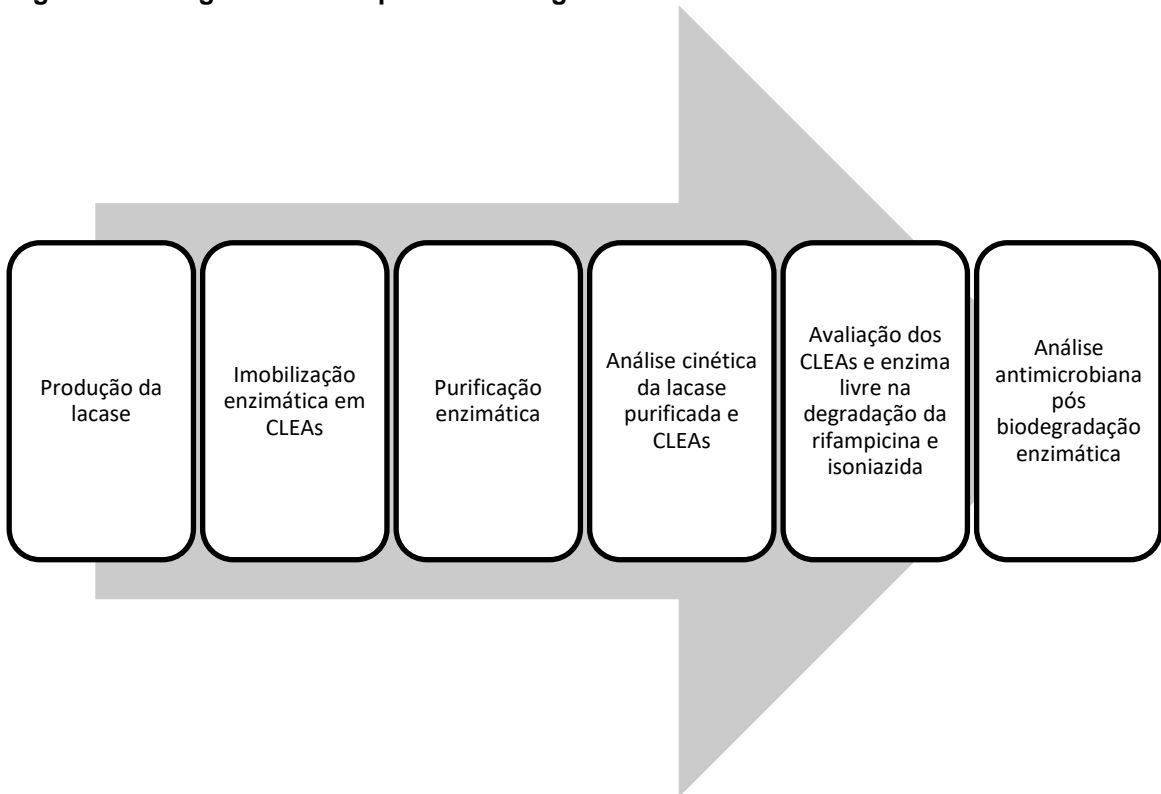 Produção da
lacase
Imobilização
enzimática em
CLEAs
Purificação
enzimática
Análise cinética
da lacase
purificada e
CLEAs
Avaliação dos
CLEAs e enzima
livre na
degradação da
rifampicina e
isoniazida
Análise
antimicrobiana
pós
biodegradação
enzimática